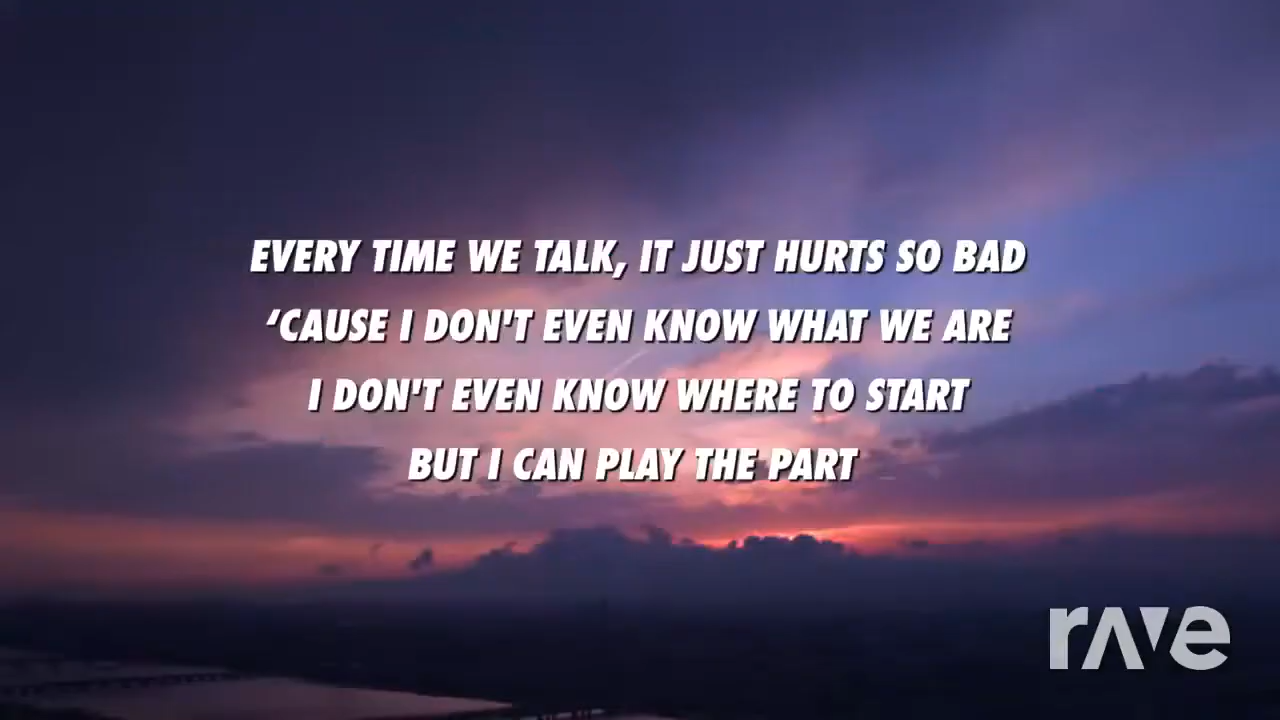 EVERY TIME WE TALK, IT JUST HURTS SO BAD
‘CAUSE I DON'T EVEN KNOW WHAT WE ARE
I DON'T EVEN KNOW WHERE TO START
BUT I CAN PLAY THE PART
rave